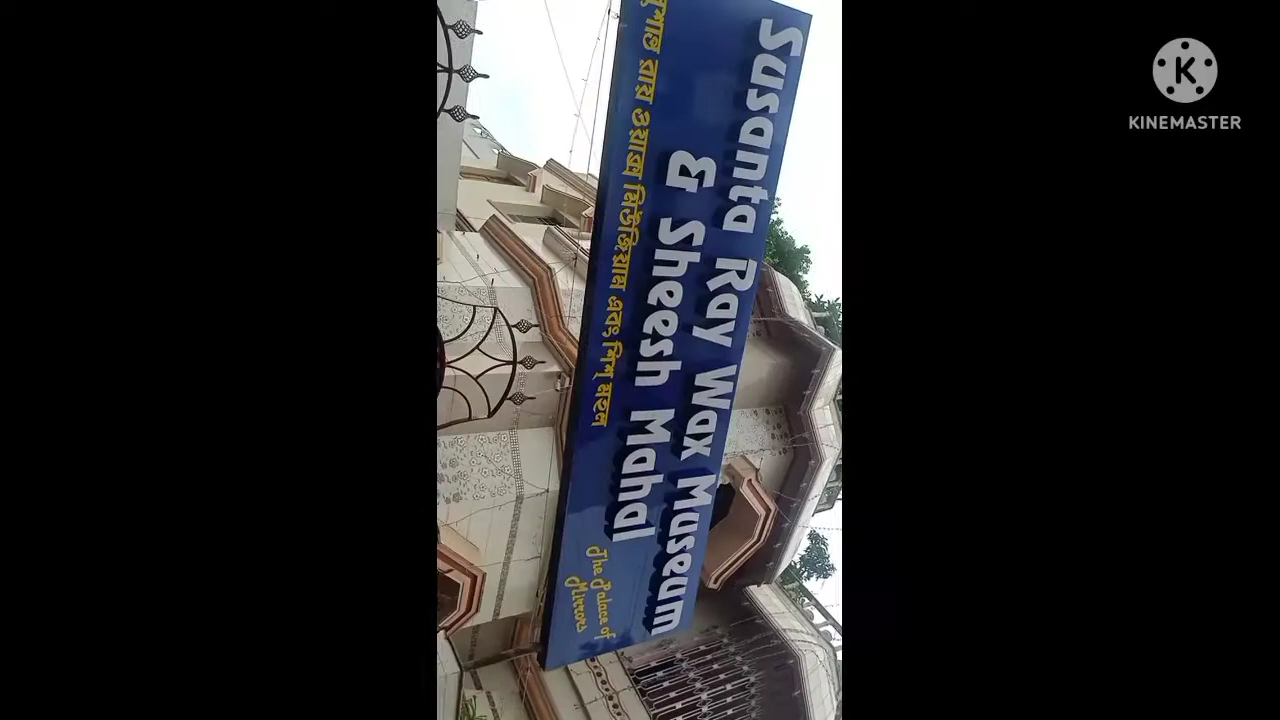 Susanta Ray Wax Museum
& Sheesh Mahal
The Palace of
Mirrors
সুশান্ত রায় ওয়াক্স মিউজিয়াম এবং শিশ্ মহল
KINEMASTER